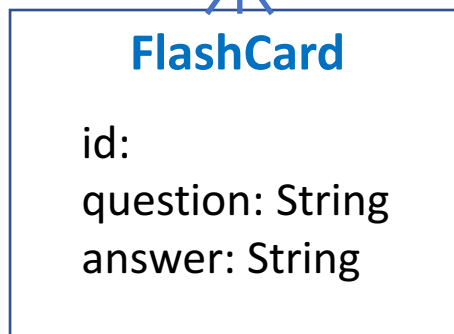 FlashCard
id:
question: String
answer: String